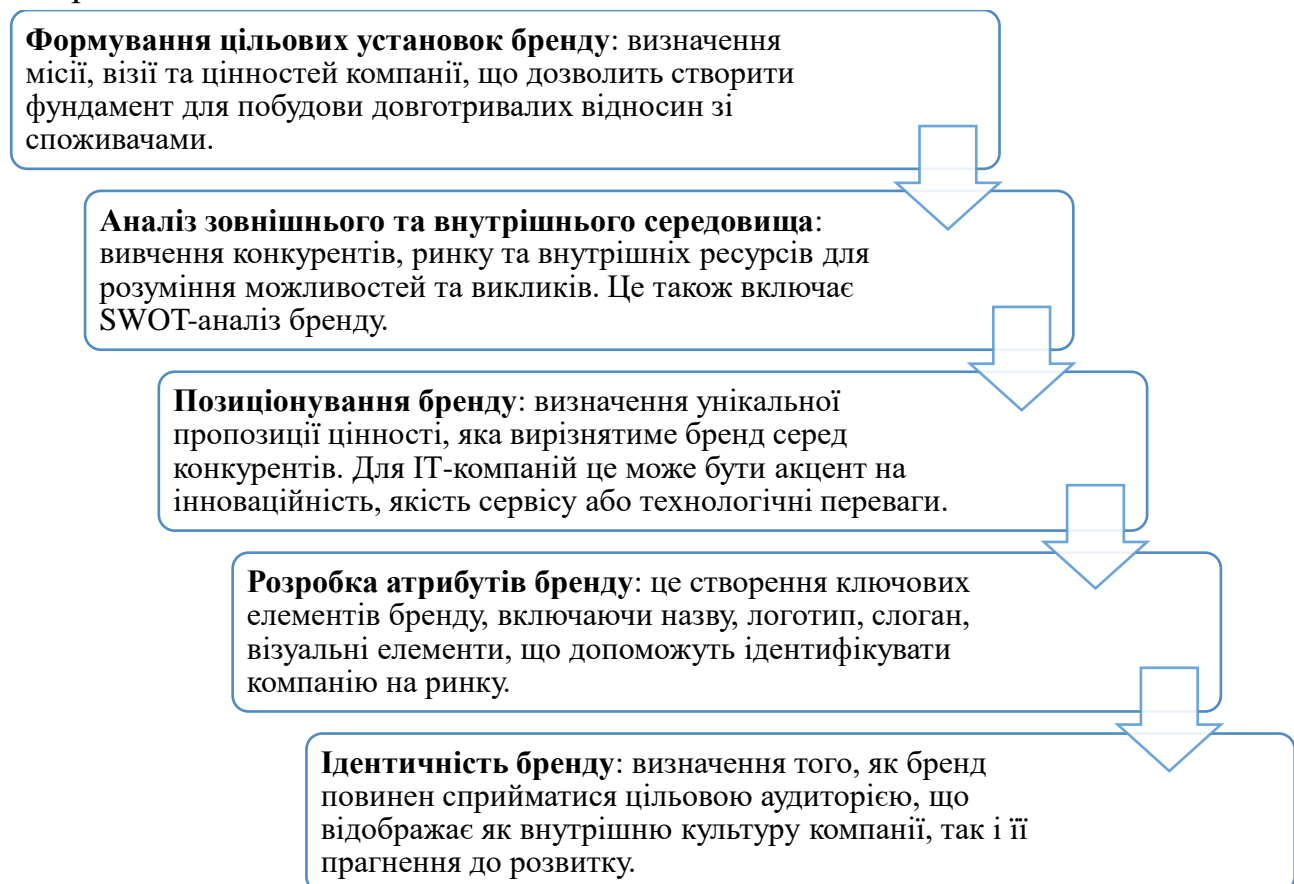 Формування цільових установок бренду: визначення
місії, візії та цінностей компанії, що дозволить створити
фундамент для побудови довготривалих відносин зі
споживачами.
Аналіз зовнішнього та внутрішнього середовища:
вивчення конкурентів, ринку та внутрішніх ресурсів для
розуміння можливостей та викликів. Це також включає
SWOT-аналіз бренду.
Позиціонування бренду: визначення унікальної
пропозиції цінності, яка вирізнятиме бренд серед
конкурентів. Для ІТ-компаній це може бути акцент на
інноваційність, якість сервісу або технологічні переваги.
Розробка атрибутів бренду: це створення ключових
елементів бренду, включаючи назву, логотип, слоган,
візуальні елементи, що допоможуть ідентифікувати
компанію на ринку.
Ідентичність бренду: визначення того, як бренд
повинен сприйматися цільовою аудиторією, що
відображає як внутрішню культуру компанії, так і її
прагнення до розвитку.